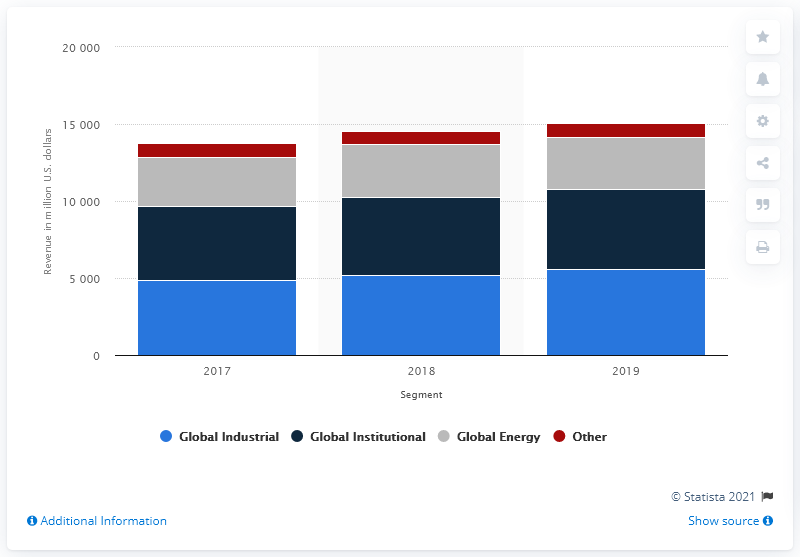 20 000
15 000
10 000
5 000
0
Revenue in million U.S. dollars
2017 2018 2019
Segment
Global Industrial Global Institutional Global Energy Other
© Statista 2021
Additional Information Show source